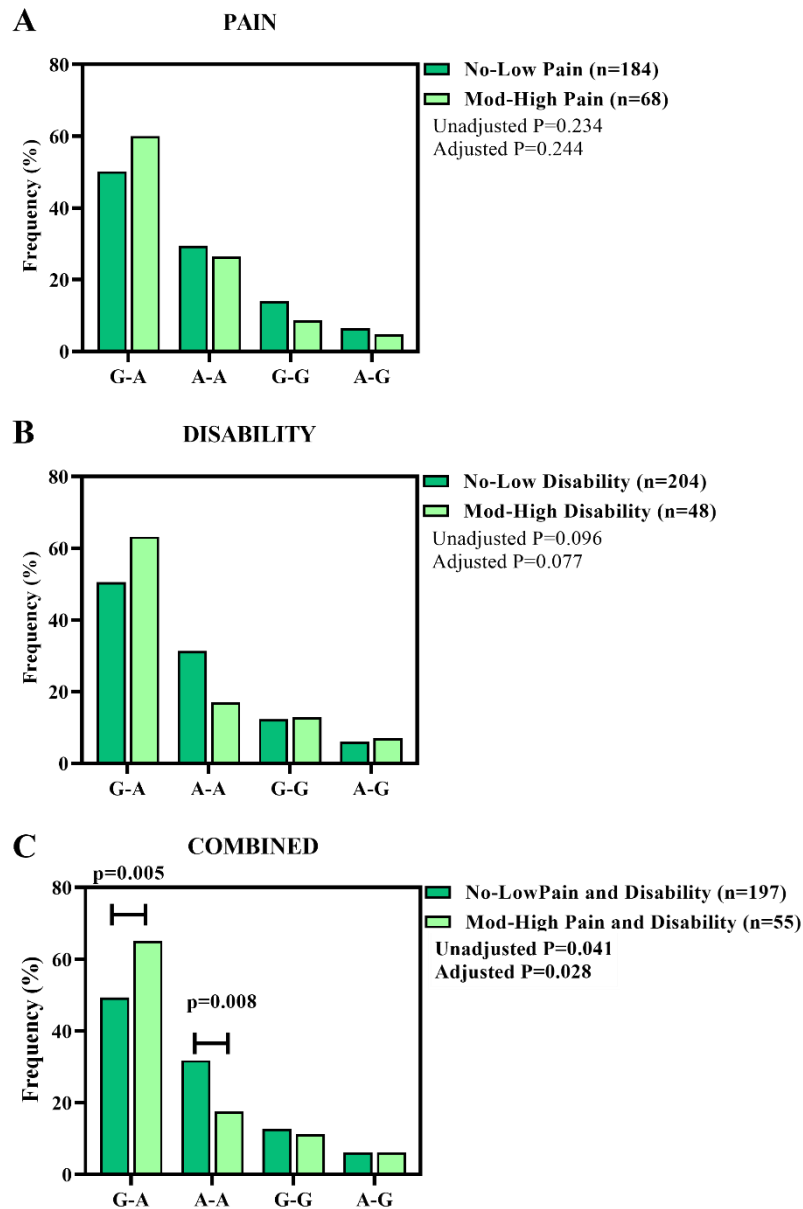 A
PAIN
80
60
40
20
0
Frequency (%)
G-A A-A G-G A-G
No-Low Pain (n=184)
Mod-High Pain (n=68)
Unadjusted P=0.234
Adjusted P=0.244
B
DISABILITY
80
60
40
20
0
Frequency (%)
G-A A-A G-G A-G
No-Low Disability (n=204)
Mod-High Disability (n=48)
Unadjusted P=0.096
Adjusted P=0.077
C
COMBINED
p=0.005
p=0.008
80
60
40
20
0
Frequency (%)
G-A A-A G-G A-G
No-LowPain and Disability (n=197)
Mod-High Pain and Disability (n=55)
Unadjusted P=0.041
Adjusted P=0.028